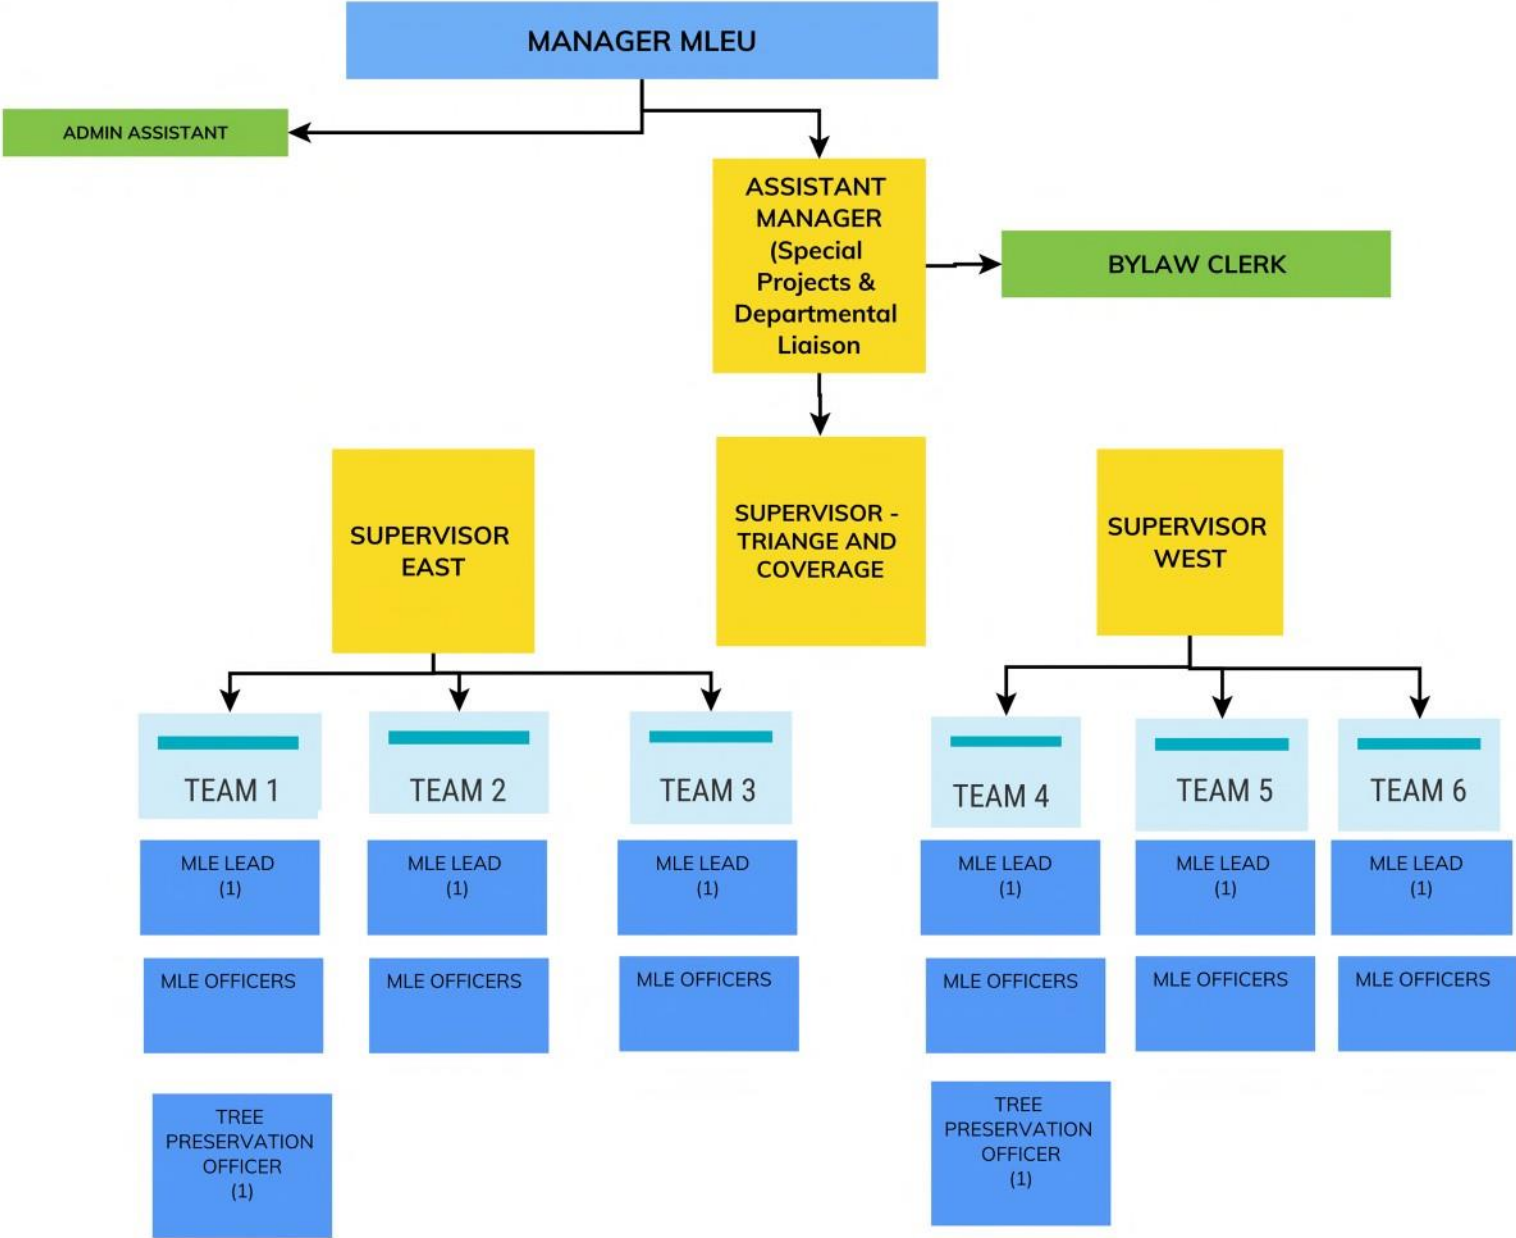 MANAGER MLEU
ADMIN ASSISTANT
ASSISTANT
MANAGER
(Special
Projects &
Departmental
Liaison
BYLAW CLERK
SUPERVISOR
EAST
SUPERVISOR -
TRIANGE AND
COVERAGE
SUPERVISOR
WEST
TEAM 1
TEAM 2
TEAM 3
TEAM 4
TEAM 5
TEAM 6
MLE LEAD
(1)
MLE LEAD
(1)
MLE LEAD
(1)
MLE LEAD
(1)
MLE LEAD
(1)
MLE LEAD
(1)
MLE OFFICERS
MLE OFFICERS
MLE OFFICERS
MLE OFFICERS
MLE OFFICERS
MLE OFFICERS
TREE
PRESERVATION
OFFICER
(1)
TREE
PRESERVATION
OFFICER
(1)